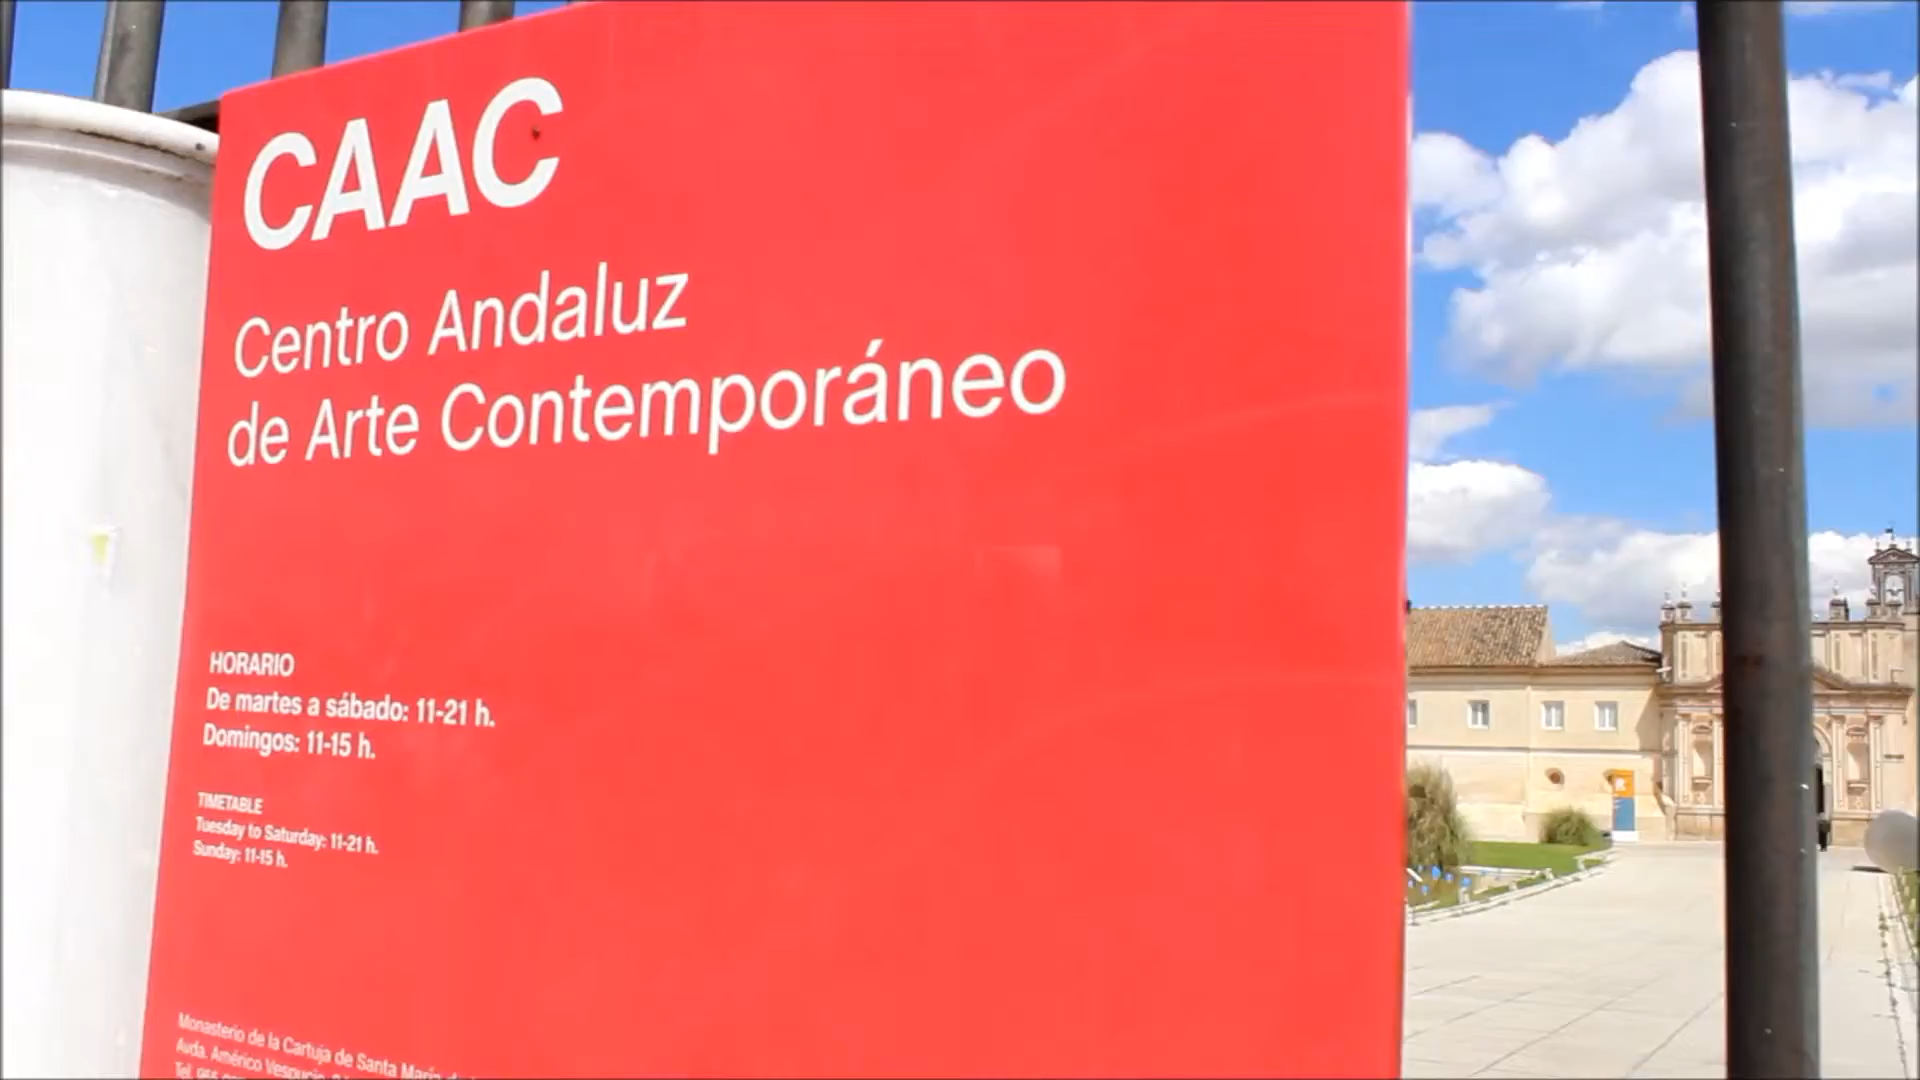 CAAC
Centro Andaluz
de Arte Contemporáneo
HORARIO
De martes a sábado: 11-21 h.
Domingos: 11-15 h.
TIMETABLE
Tuesday to Saturday: 11-21 h.
Sunday: 11-15 h.
Monasterio de la Cartuja de Santa María
Avda. Américo Vespucio
Tel.